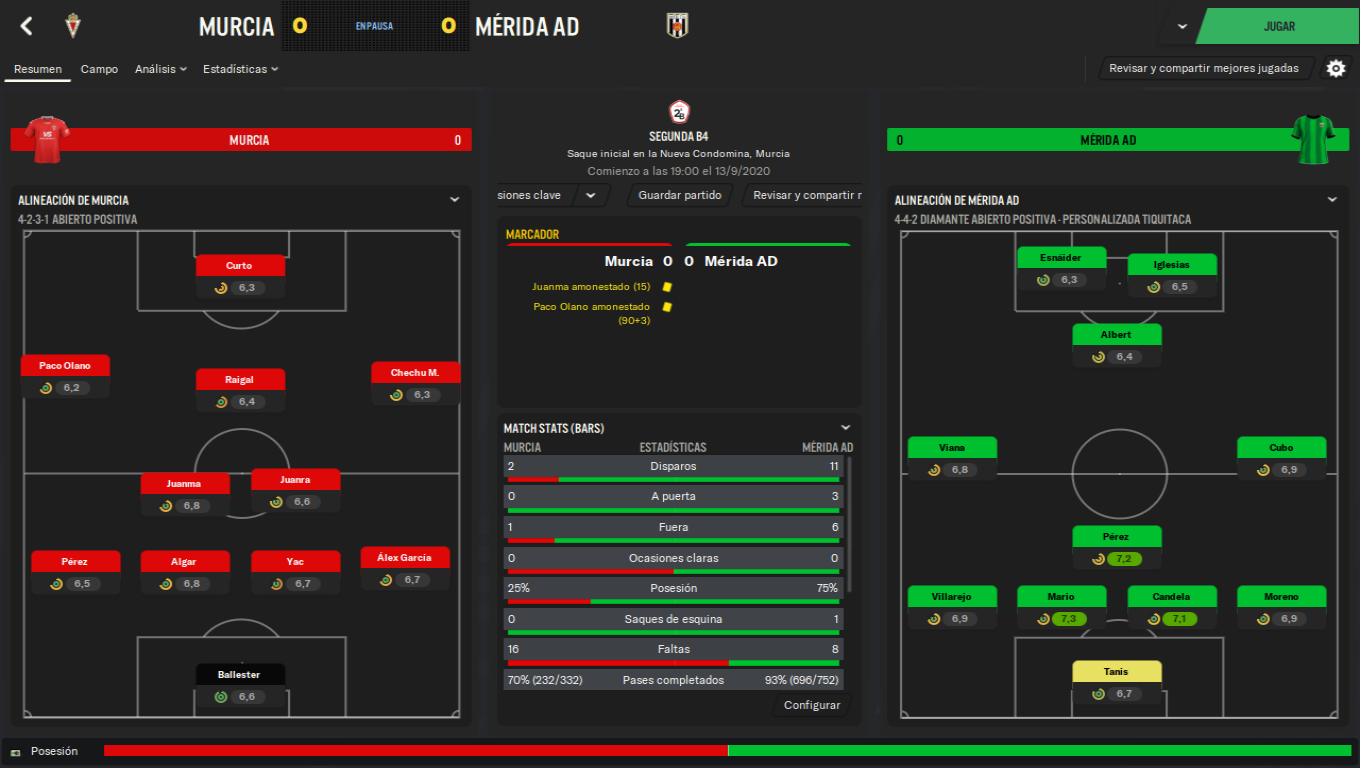 MURCIA 0 EN PAUSA 0 MÉRIDA AD
JUGAR
Resumen Campo Análisis Estadísticas
Revisar y compartir mejores jugadas
MURCIA 0
2B
SEGUNDA B4
Saque inicial en la Nueva Condomina, Murcia
Comienzo a las 19:00 el 13/9/2020
0 MÉRIDA AD
siones clave
Guardar partido
Revisar y compartir r
ALINEACIÓN DE MURCIA
4-2-3-1 ABIERTO POSITIVA
Curto
6,3
Paco Olano
6,2
Raigal
6,4
Chechu M.
6,3
Juanma
6,8
Juanra
6,6
Pérez
6,5
Algar
6,8
Yac
6,7
Álex García
6,7
Ballester
6,6
MARCADOR
Murcia 0 0 Mérida AD
Juanma amonestado (15)
Paco Olano amonestado
(90+3)
MATCH STATS (BARS)
MURCIA ESTADÍSTICAS MÉRIDA AD
2 Disparos 11
0 A puerta 3
1 Fuera 6
0 Ocasiones claras 0
25% Posesión 75%
0 Saques de esquina 1
16 Faltas 8
70% (232/332) Pases completados 93% (696/752)
Configurar
ALINEACIÓN DE MÉRIDA AD
4-4-2 DIAMANTE ABIERTO POSITIVA - PERSONALIZADA TIQUITACA
Esnáider
6,3
Iglesias
6,5
Albert
6,4
Viana
6,8
Cubo
6,9
Pérez
7,2
Villarejo
6,9
Mario
7,3
Candela
7,1
Moreno
6,9
Tanis
6,7
Posesión